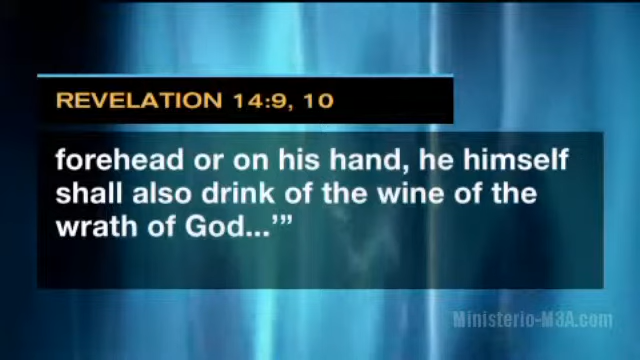 REVELATION 14:9, 10
forehead or on his hand, he himself
shall also drink of the wine of the
wrath of God...’”
Ministerio-M3A.com